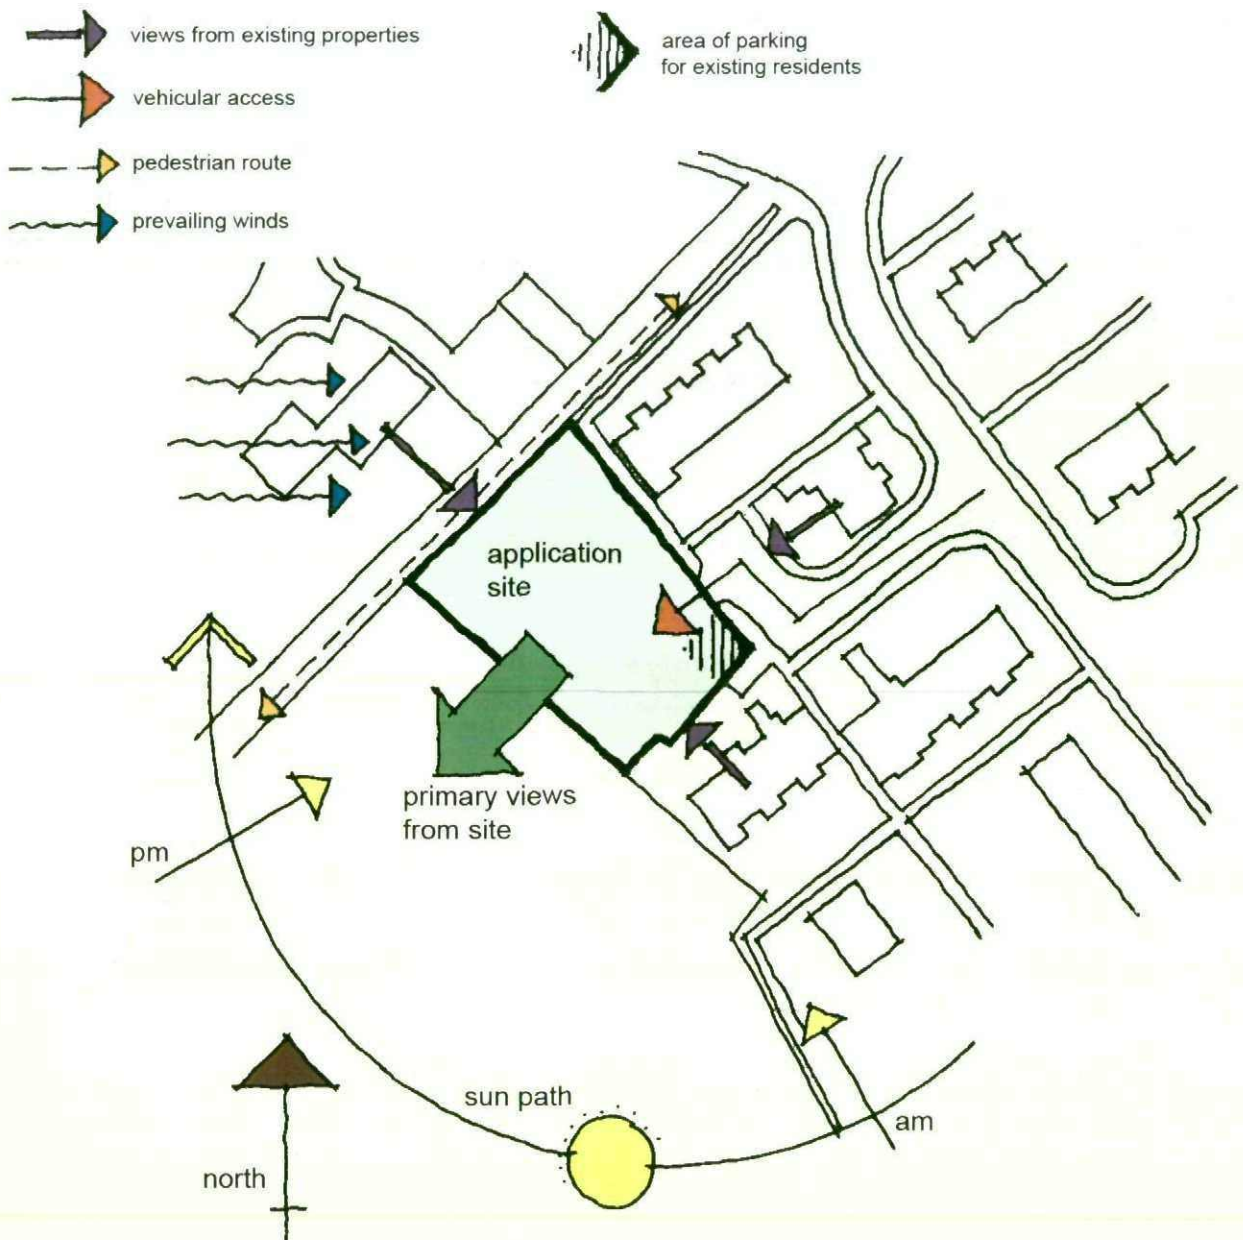 views from existing properties
vehicular access
pedestrian route
prevailing winds
area of parking
for existing residents
application
site
primary views
from site
pm
sun path
am
north